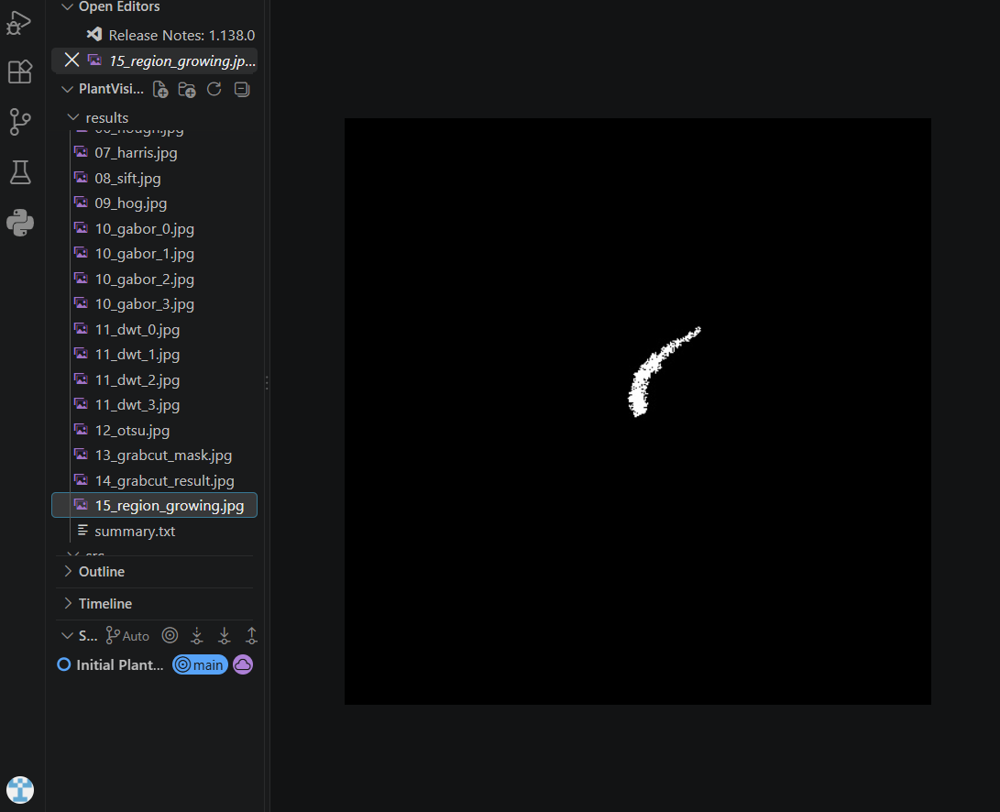 Open Editors
Release Notes: 1.138.0
15_region_growing.jp...
PlantVisi...
results
07_harris.jpg
08_sift.jpg
09_hog.jpg
10_gabor_0.jpg
10_gabor_1.jpg
10_gabor_2.jpg
10_gabor_3.jpg
11_dwt_0.jpg
11_dwt_1.jpg
11_dwt_2.jpg
11_dwt_3.jpg
12_otsu.jpg
13_grabcut_mask.jpg
14_grabcut_result.jpg
15_region_growing.jpg
summary.txt
Outline
Timeline
S... Auto
Initial Plant... main